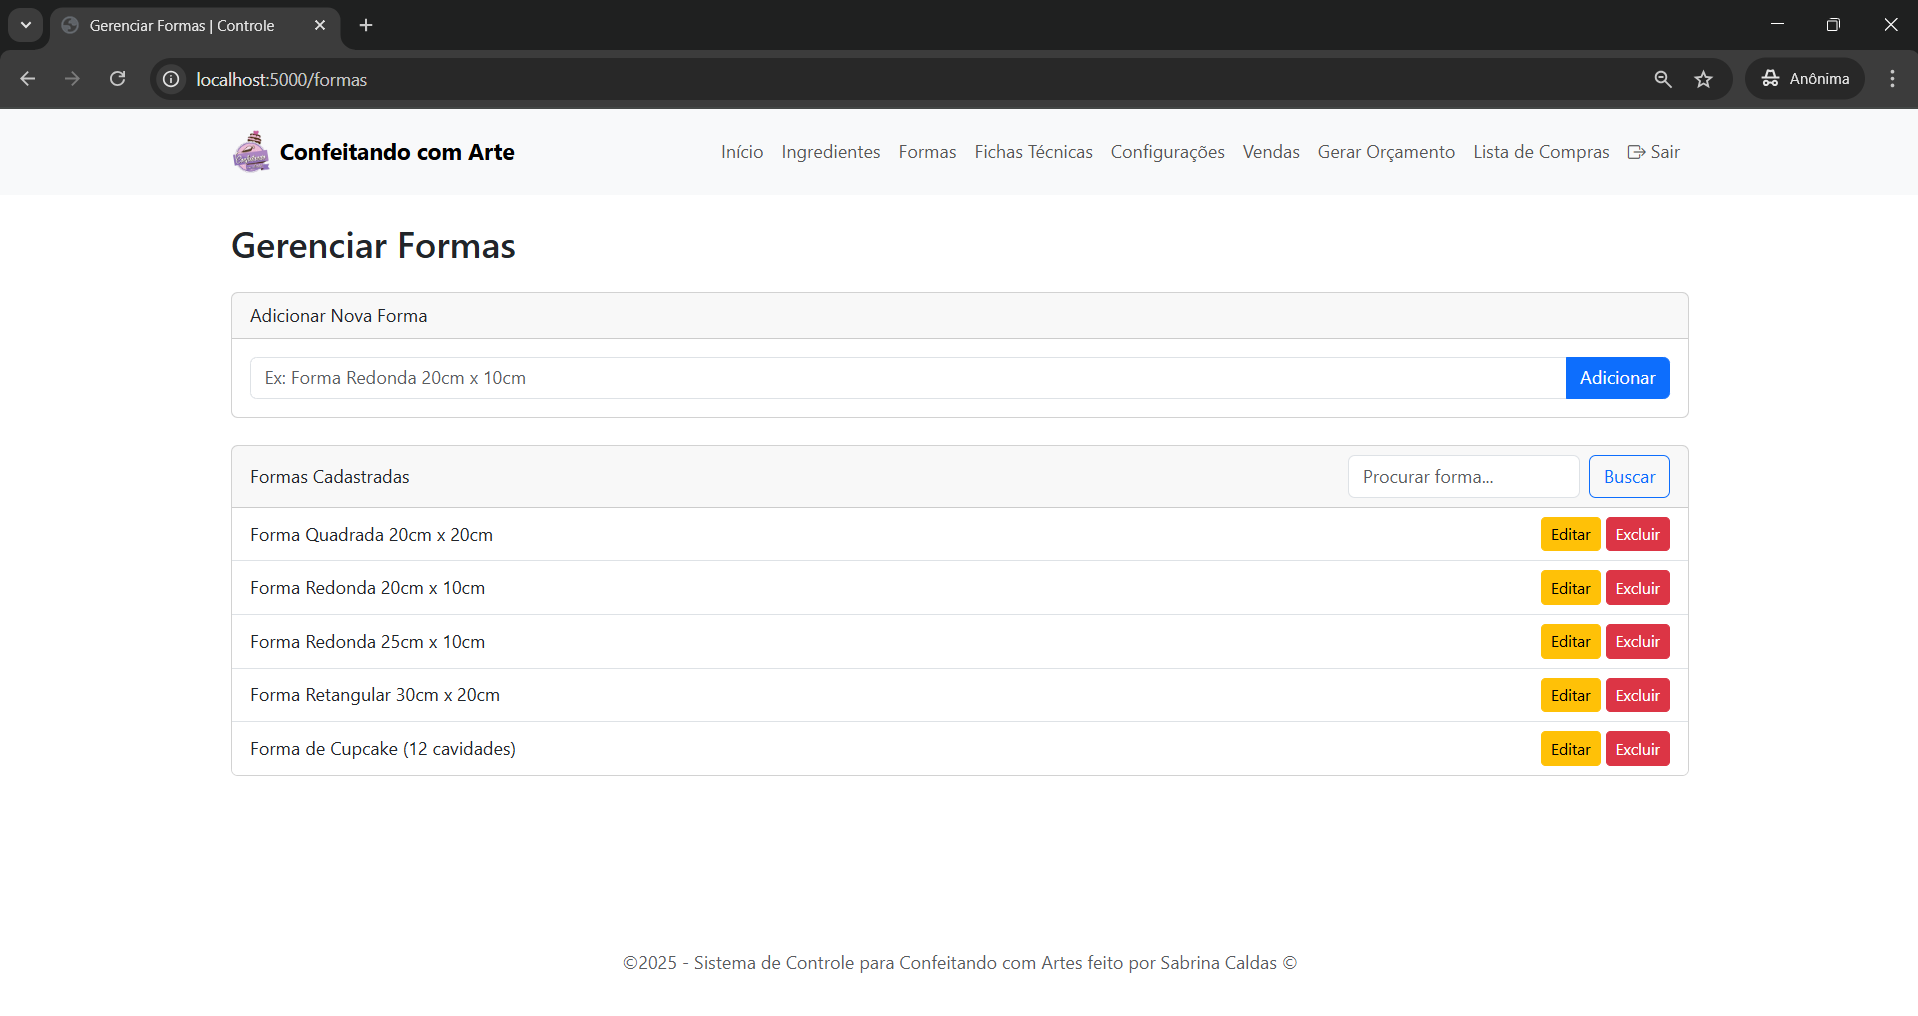 Gerenciar Formas | Controle
localhost:5000/formas
Anônima
Confeitando com Arte
Início Ingredientes Formas Fichas Técnicas Configurações Vendas Gerar Orçamento Lista de Compras Sair
Gerenciar Formas
Adicionar Nova Forma
Ex: Forma Redonda 20cm x 10cm Adicionar
Formas Cadastradas Procurar forma... Buscar
Forma Quadrada 20cm x 20cm Editar Excluir
Forma Redonda 20cm x 10cm Editar Excluir
Forma Redonda 25cm x 10cm Editar Excluir
Forma Retangular 30cm x 20cm Editar Excluir
Forma de Cupcake (12 cavidades) Editar Excluir
©2025 - Sistema de Controle para Confeitando com Artes feito por Sabrina Caldas ©